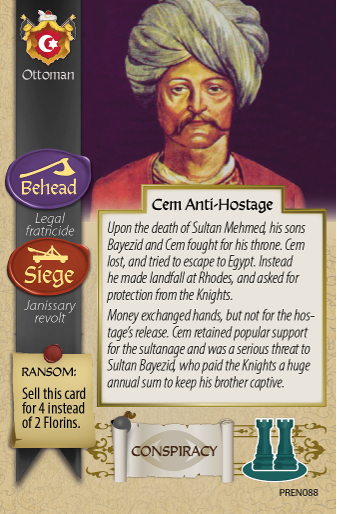 Ottoman
Behead
Legal
fratricide
Siege
Janissary
revolt
RANSOM:
Sell this card
for 4 instead
of 2 Florins.
Cem Anti-Hostage
Upon the death of Sultan Mehmed, his sons
Bayezid and Cem fought for his throne. Cem
lost, and tried to escape to Egypt. Instead
he made landfall at Rhodes, and asked for
protection from the Knights.
Money exchanged hands, but not for the hos-
tage's release. Cem retained popular support
for the sultanage and was a serious threat to
Sultan Bayezid, who paid the Knights a huge
annual sum to keep his brother captive.
CONSPIRACY
PREN088